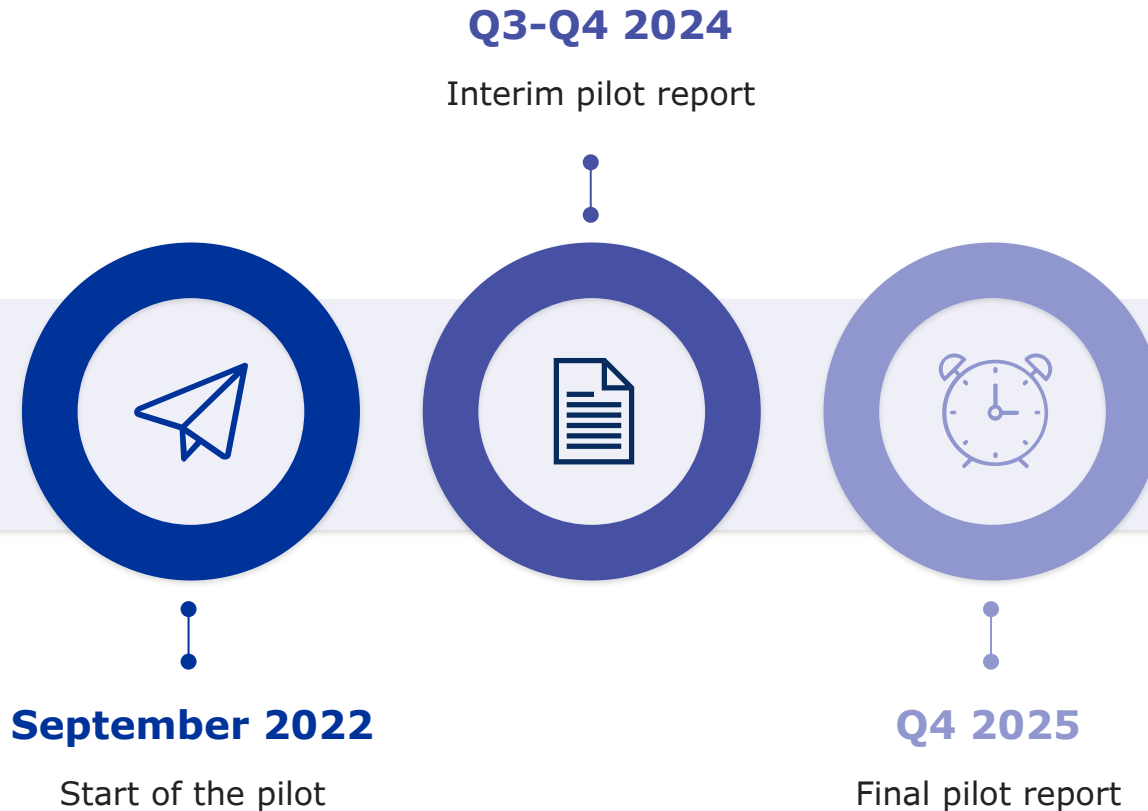 Q3-Q4 2024
Interim pilot report
September 2022
Start of the pilot
Q4 2025
Final pilot report